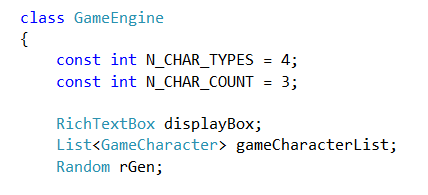 class GameEngine
{
    const int N_CHAR_TYPES = 4;
    const int N_CHAR_COUNT = 3;
    RichTextBox displayBox;
    List<GameCharacter> gameCharacterList;
    Random rGen;